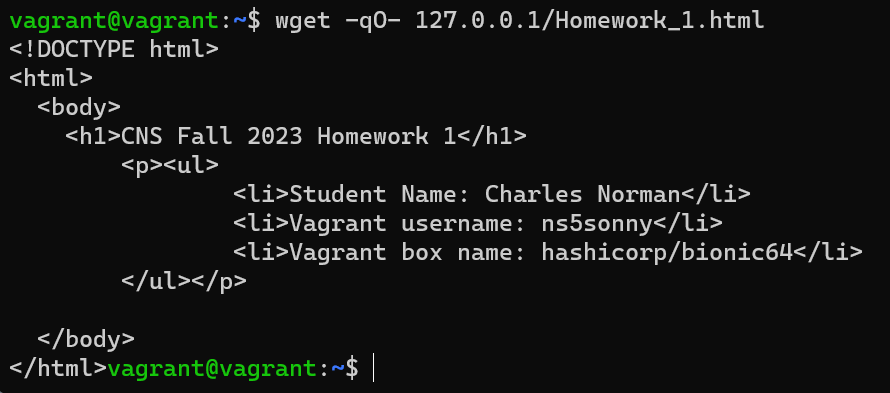 vagrant@vagrant:~$ wget -qO- 127.0.0.1/Homework_1.html
<!DOCTYPE html>
<html>
  <body>
    <h1>CNS Fall 2023 Homework 1</h1>
        <p><ul>
                <li>Student Name: Charles Norman</li>
                <li>Vagrant username: ns5sonny</li>
                <li>Vagrant box name: hashicorp/bionic64</li>
        </ul></p>

  </body>
</html>vagrant@vagrant:~$